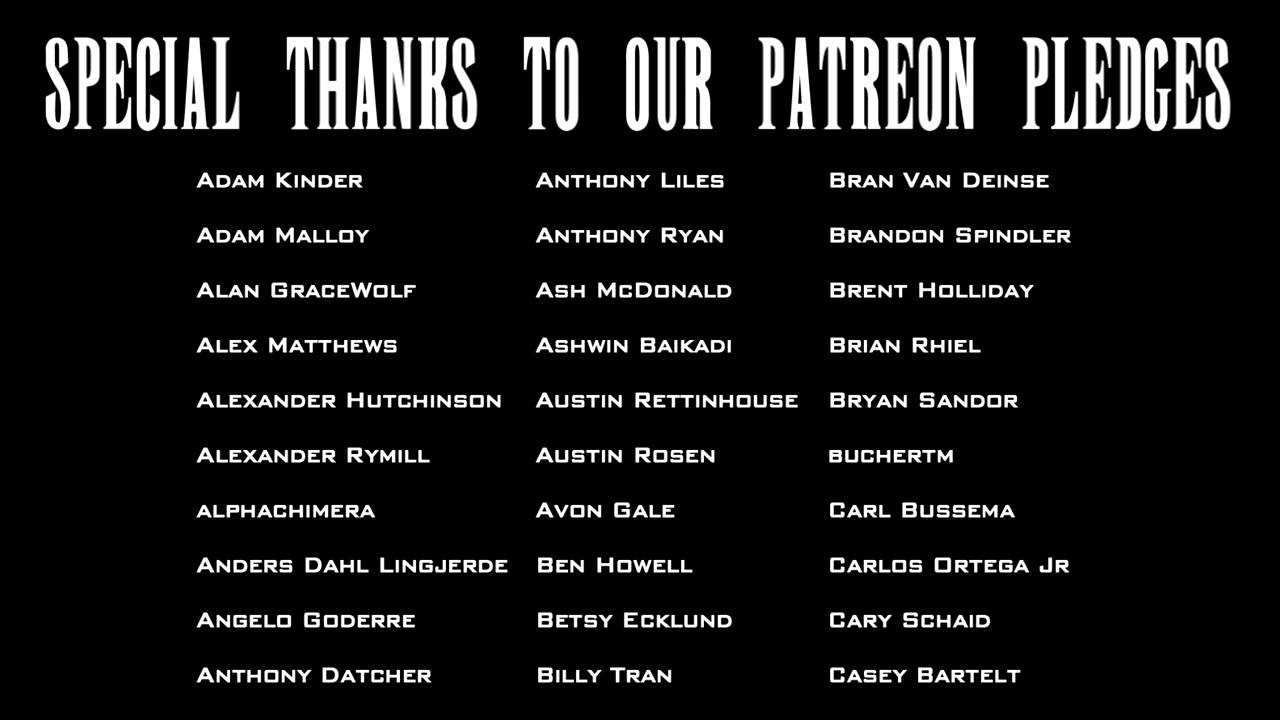 SPECIAL THANKS TO OUR PATREON PLEDGES
Adam Kinder
Adam Malloy
Alan GraceWolf
Alex Matthews
Alexander Hutchinson
Alexander Rymill
alphachimera
Anders Dahl Lingjerde
Angelo Goderre
Anthony Datcher
Anthony Liles
Anthony Ryan
Ash McDonald
Ashwin Baikadi
Austin Rettinhouse
Austin Rosen
Avon Gale
Ben Howell
Betsy Ecklund
Billy Tran
Bran Van Deinse
Brandon Spindler
Brent Holliday
Brian Rhiel
Bryan Sandor
buchertm
Carl Bussema
Carlos Ortega Jr
Cary Schaid
Casey Bartelt